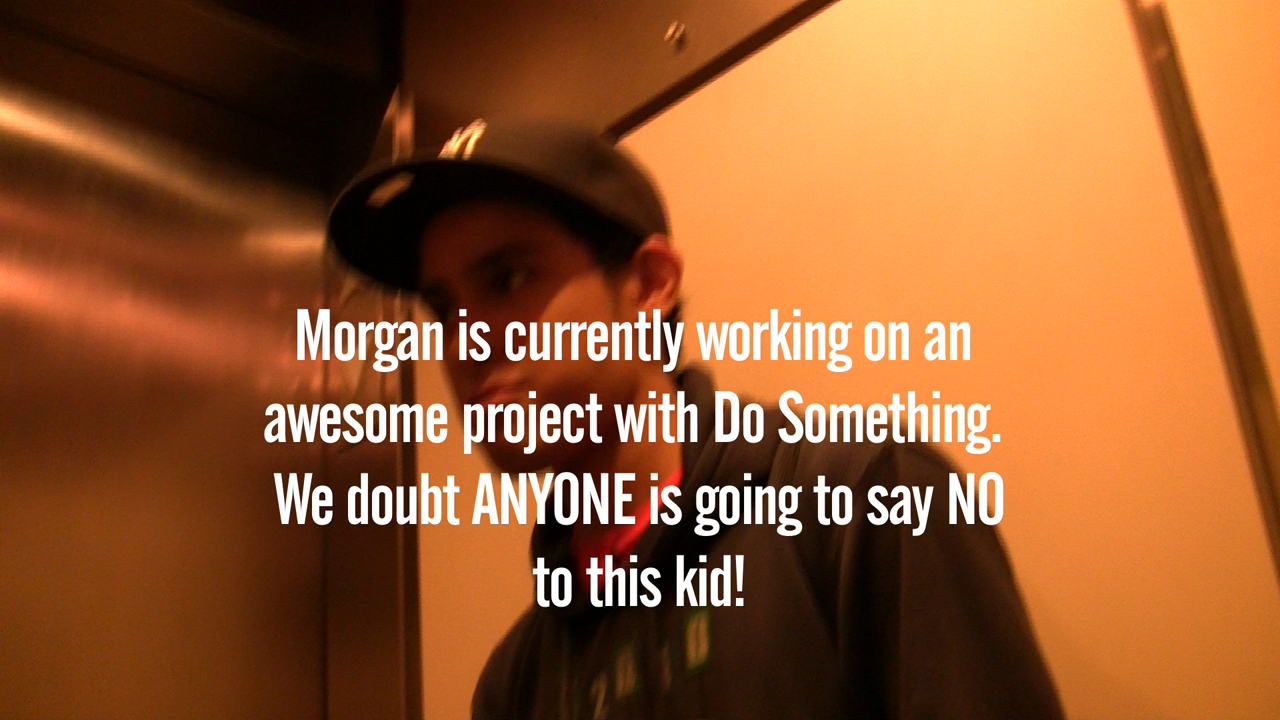 Morgan is currently working on an
awesome project with Do Something.
We doubt ANYONE is going to say NO
to this kid!